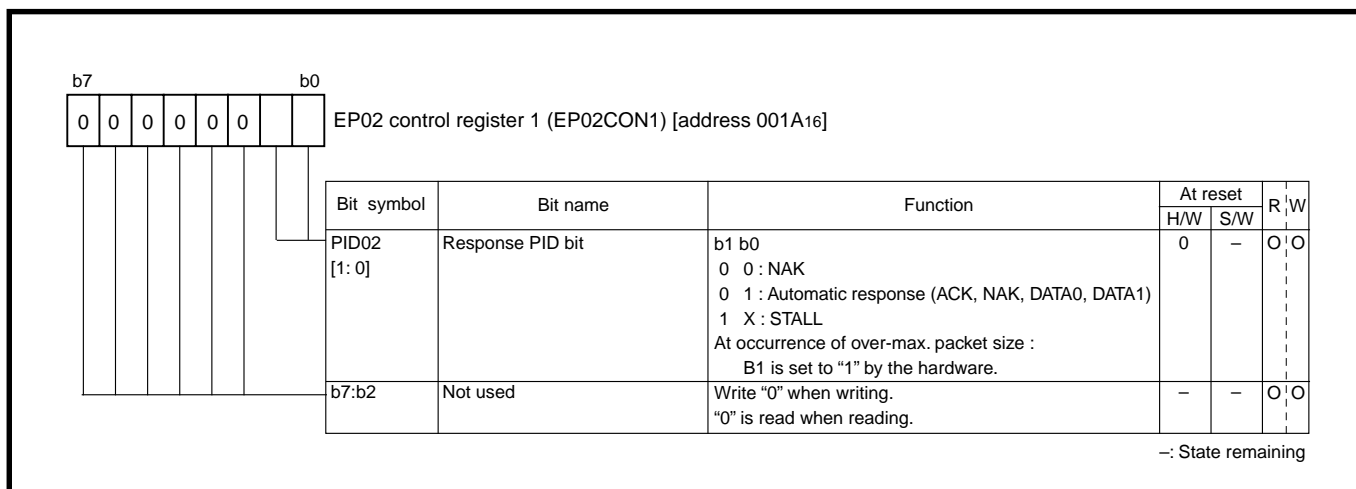 b7 b0
0 0 0 0 0 0
EP02 control register 1 (EP02CON1) [address 001A16]
Bit symbol Bit name Function At reset R W
H/W S/W
PID02 Response PID bit b1 b0 0 – O O
[1: 0] 0 0 : NAK
0 1 : Automatic response (ACK, NAK, DATA0, DATA1)
1 X : STALL
At occurrence of over-max. packet size :
B1 is set to “1” by the hardware.
b7:b2 Not used Write “0” when writing. – – O O
“0” is read when reading.
–: State remaining